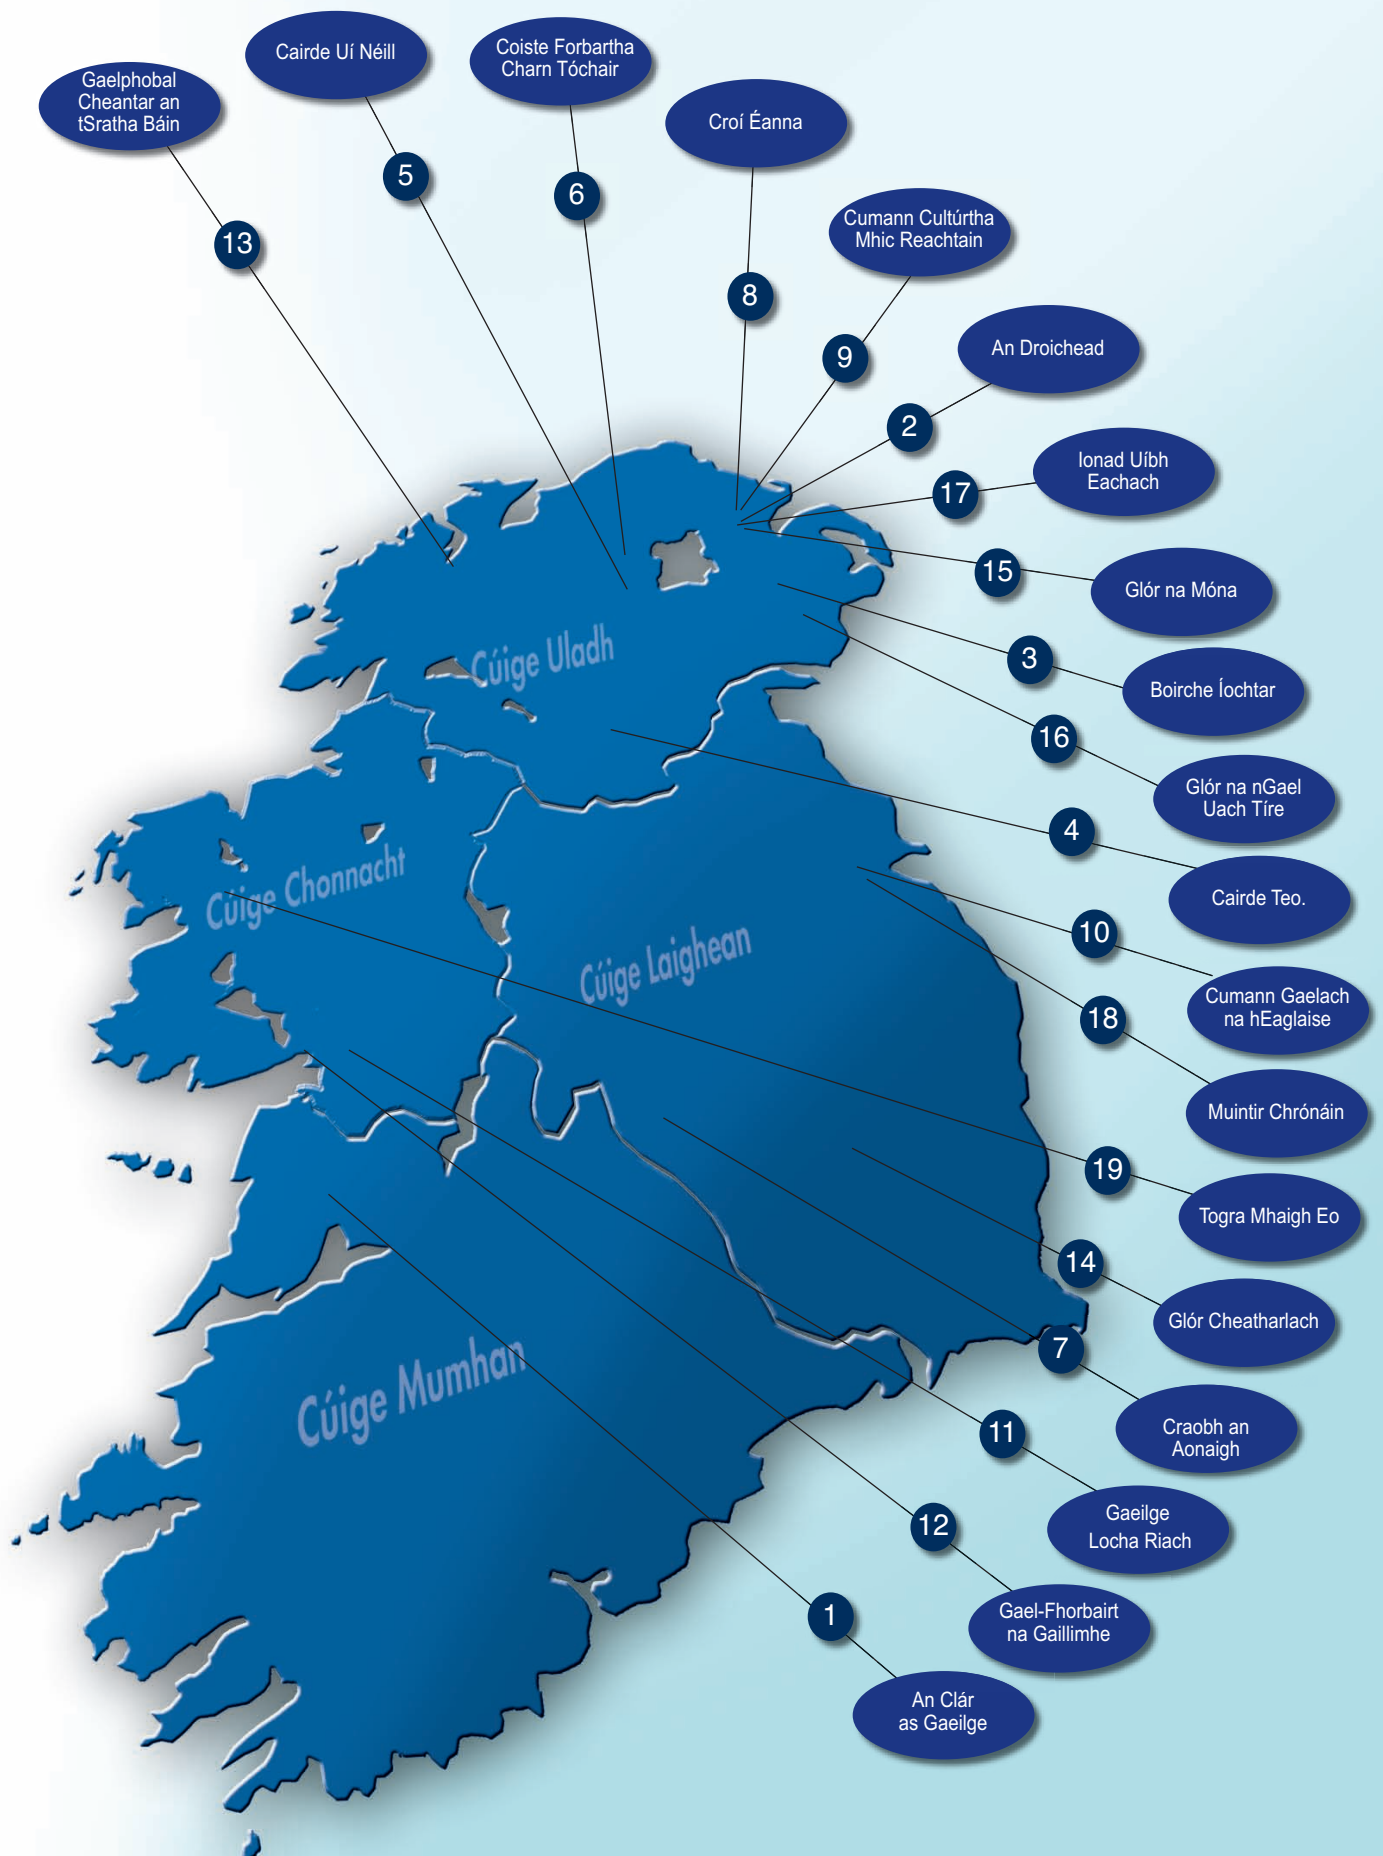 Cairde Uí Néill
Coiste Forbartha
Charn Tóchair
Gaelphobal
Cheantar an
tSratha Báin
Croí Éanna
5
6
13
Cumann Cultúrtha
Mhic Reachtain
8
9
An Droichead
2
Ionad Uíbh
Eachach
17
15
Glór na Móna
3
Boirche Íochtar
16
Glór na nGael
Uach Tíre
4
Cairde Teo.
10
Cumann Gaelach
na hEaglaise
18
Muintir Chrónáin
19
Togra Mhaigh Eo
14
Glór Cheatharlach
7
Craobh an
Aonaigh
11
Gaeilge
Locha Riach
12
Gael-Fhorbairt
na Gaillimhe
1
An Clár
as Gaeilge
Cúige Uladh
Cúige Chonnacht
Cúige Laighean
Cúige Mumhan